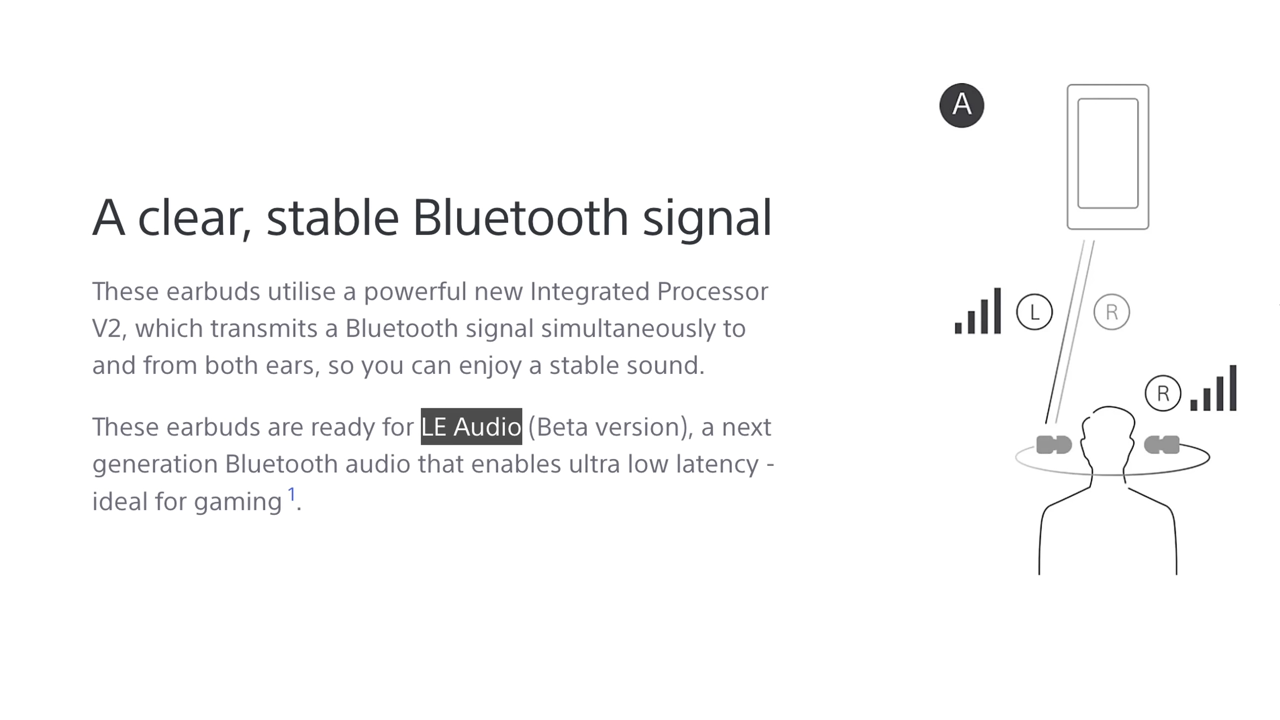 A clear, stable Bluetooth signal
These earbuds utilise a powerful new Integrated Processor
V2, which transmits a Bluetooth signal simultaneously to
and from both ears, so you can enjoy a stable sound.
These earbuds are ready for LE Audio (Beta version), a next
generation Bluetooth audio that enables ultra low latency -
ideal for gaming 1.
A
L
R
R